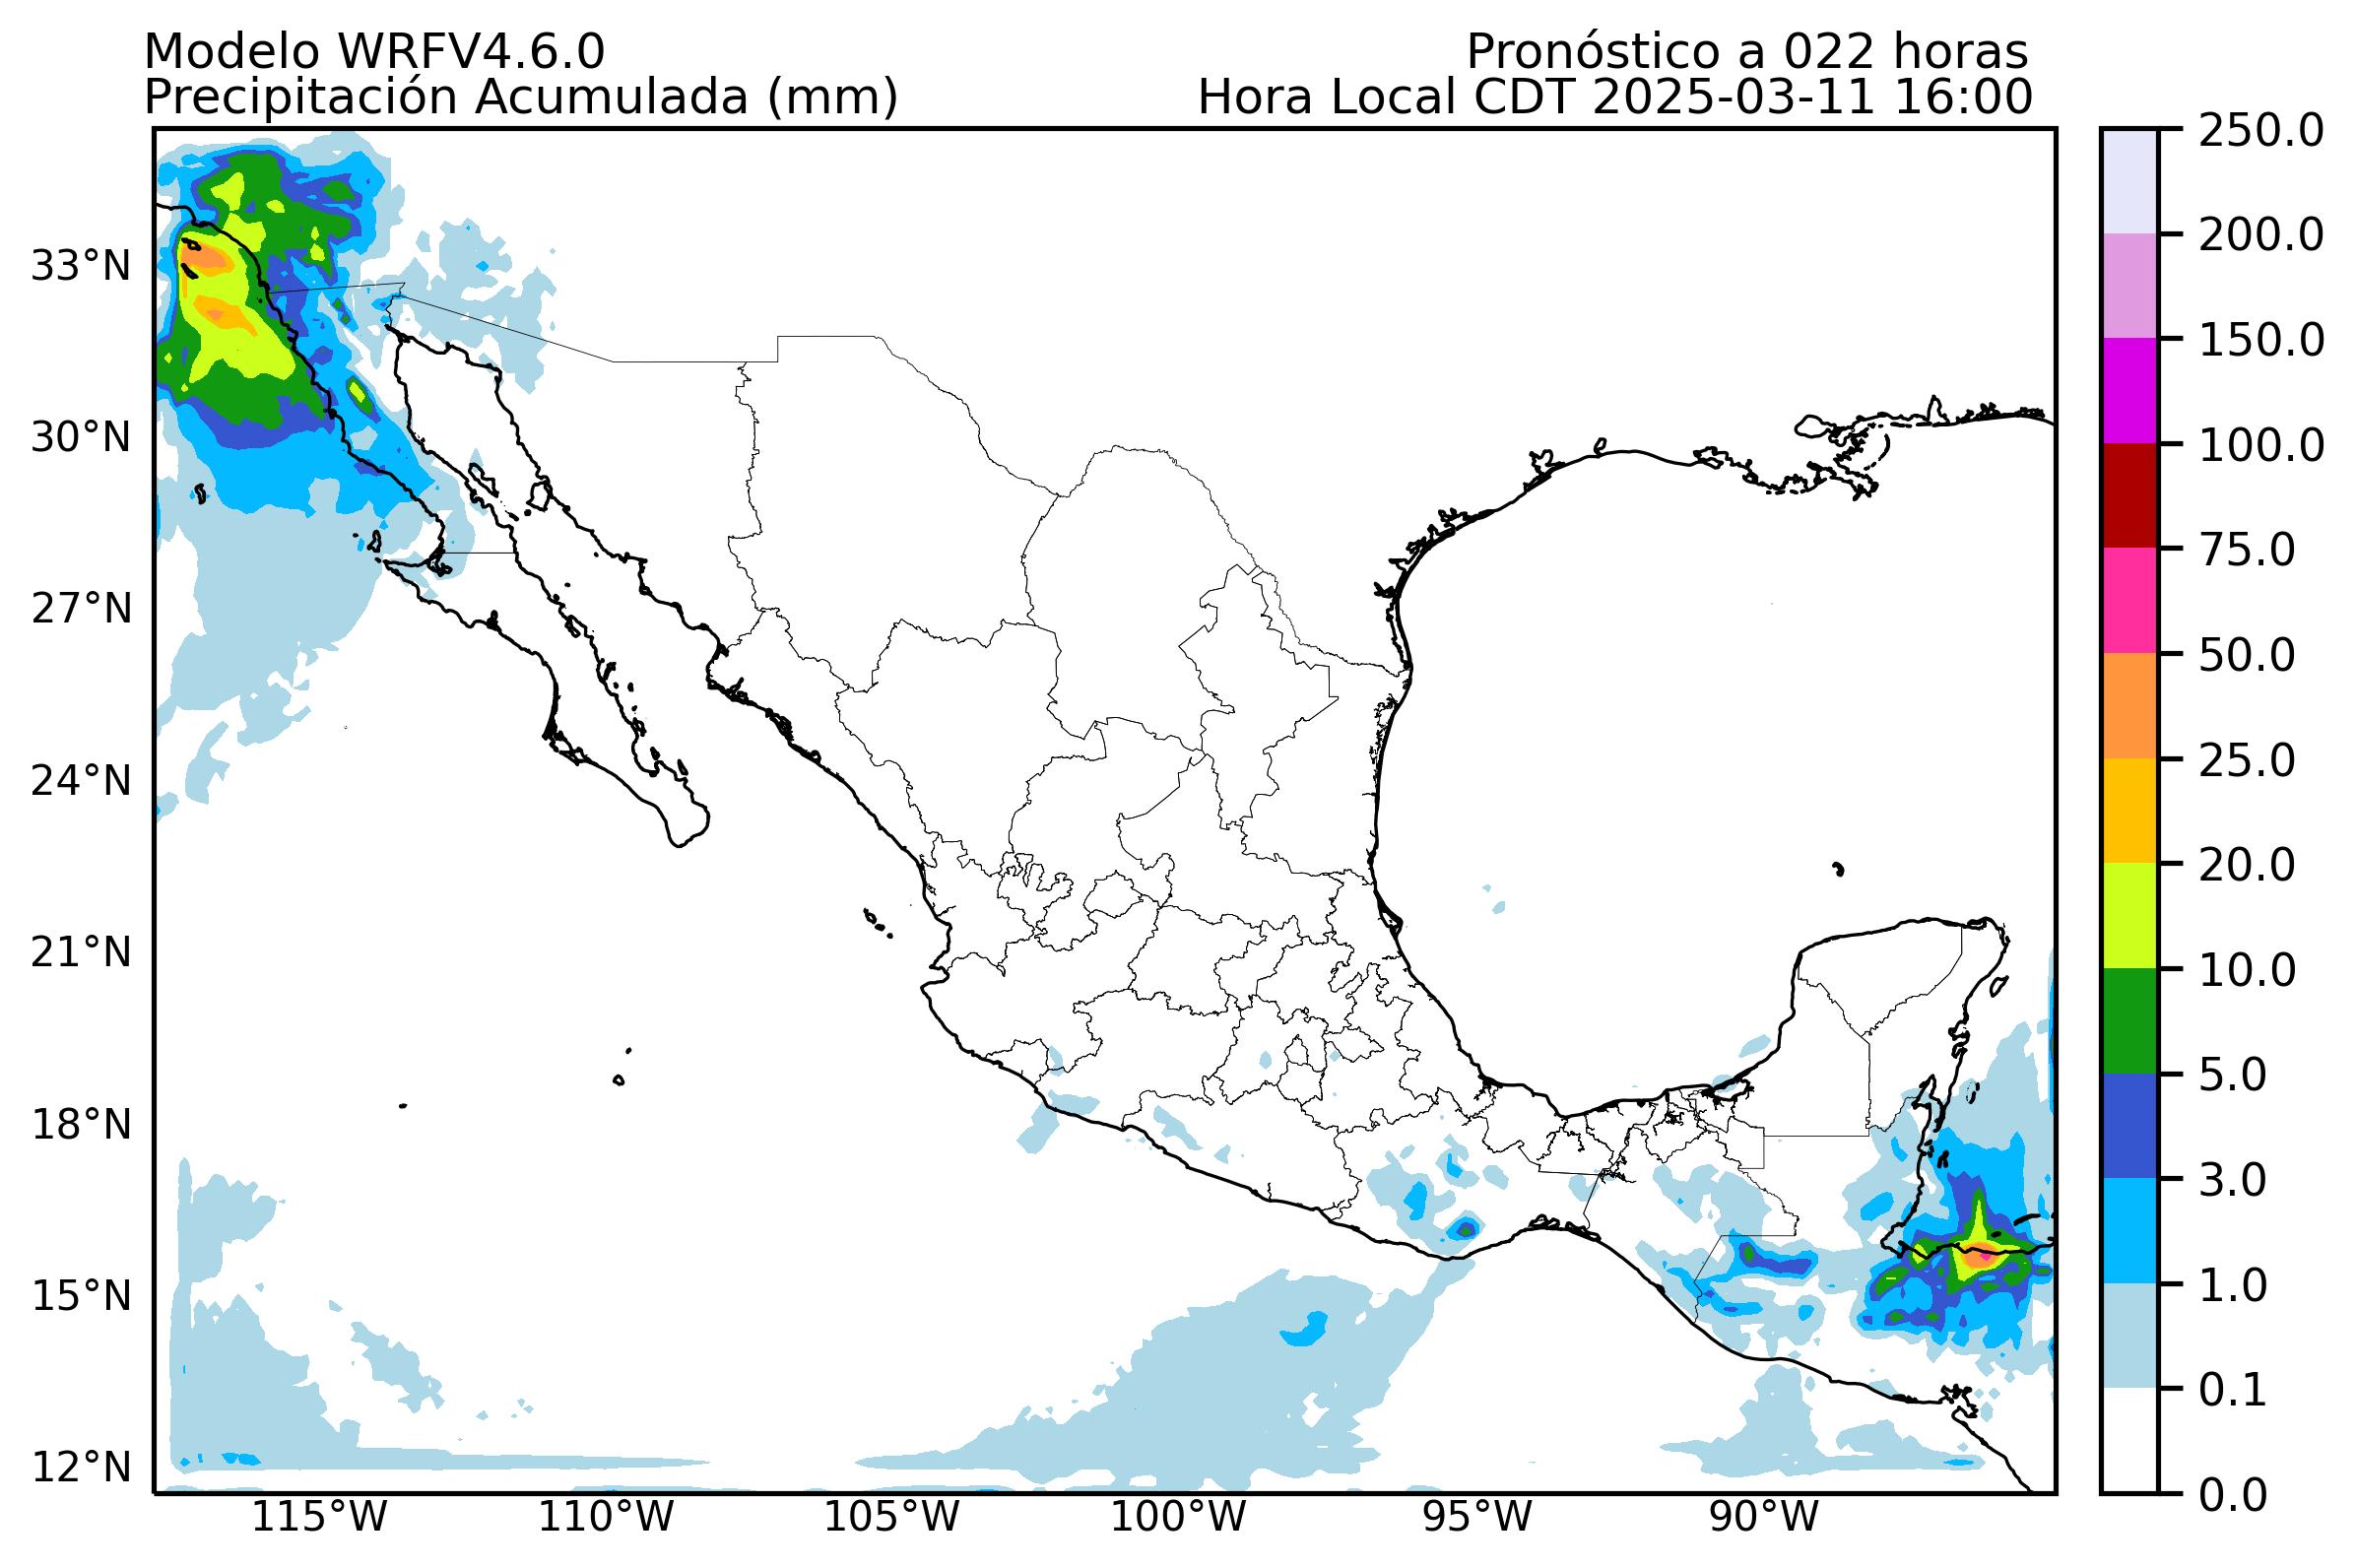 Modelo WRFV4.6.0
Pronóstico a 022 horas
Precipitación Acumulada (mm)
Hora Local CDT 2025-03-11 16:00
33°N
30°N
27°N
24°N
21°N
18°N
15°N
12°N
115°W
110°W
105°W
100°W
95°W
90°W
250.0
200.0
150.0
100.0
75.0
50.0
25.0
20.0
10.0
5.0
3.0
1.0
0.1
0.0